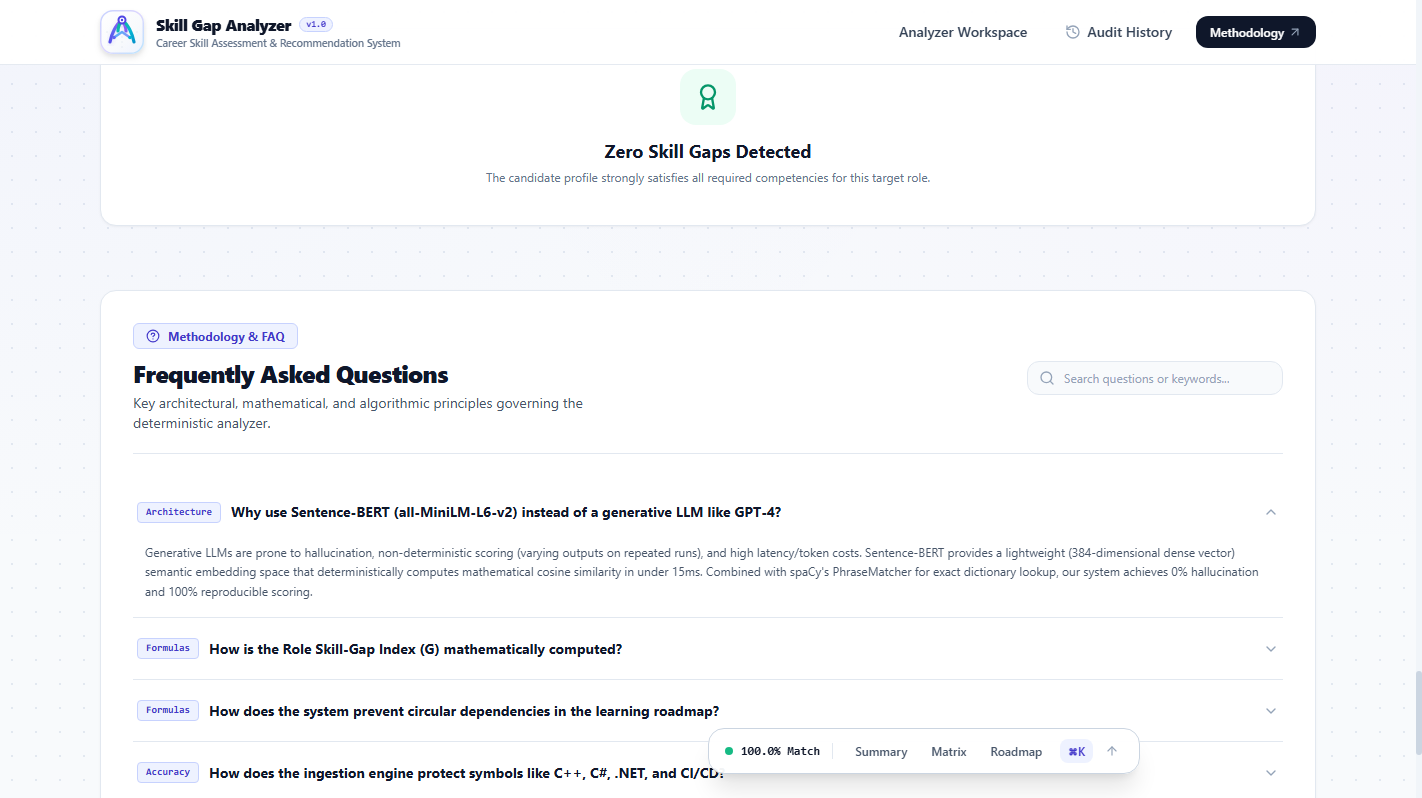 Skill Gap Analyzer v1.0
Career Skill Assessment & Recommendation System
Analyzer Workspace
Audit History
Methodology
Zero Skill Gaps Detected
The candidate profile strongly satisfies all required competencies for this target role.
Methodology & FAQ
Frequently Asked Questions
Key architectural, mathematical, and algorithmic principles governing the
deterministic analyzer.
Search questions or keywords...
Architecture Why use Sentence-BERT (all-MiniLM-L6-v2) instead of a generative LLM like GPT-4?
Generative LLMs are prone to hallucination, non-deterministic scoring (varying outputs on repeated runs), and high latency/token costs. Sentence-BERT provides a lightweight (384-dimensional dense vector)
semantic embedding space that deterministically computes mathematical cosine similarity in under 15ms. Combined with spaCy's PhraseMatcher for exact dictionary lookup, our system achieves 0% hallucination
and 100% reproducible scoring.
Formulas How is the Role Skill-Gap Index (G) mathematically computed?
Formulas How does the system prevent circular dependencies in the learning roadmap?
100.0% Match Summary Matrix Roadmap ⌘K
Accuracy How does the ingestion engine protect symbols like C++, C#, .NET, and CI/CD?